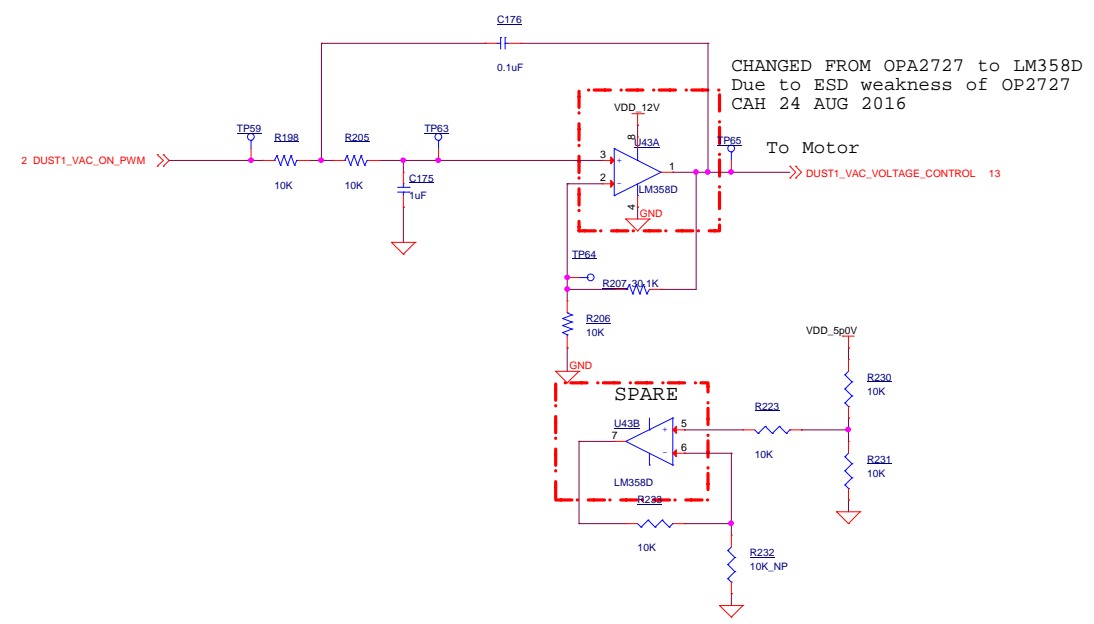 C176
0.1uF
CHANGED FROM OPA2727 to LM358D
Due to ESD weakness of OP2727
CAH 24 AUG 2016
VDD_12V
TP59
R198
R205
TP63
8
U43A
TP65
To Motor
2 DUST1_VAC_ON_PWM
3
+
1
DUST1_VAC_VOLTAGE_CONTROL 13
10K
10K
C175
1uF
2
-
LM358D
4
GND
TP64
R207 30.1K
R206
10K
VDD_5p0V
GND
SPARE
R230
10K
R223
U43B
5
+
7
6
-
10K
R231
10K
LM358D
R233
10K
R232
10K_NP